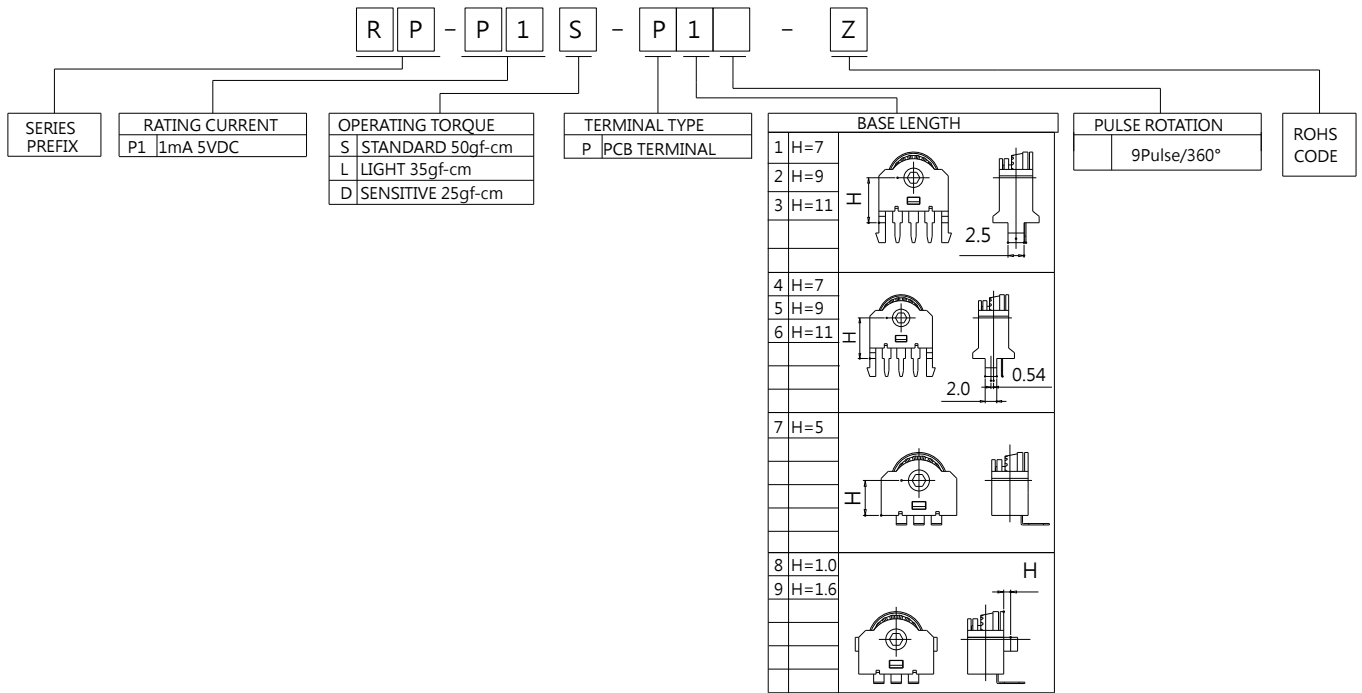 R P - P 1 S - P 1 - Z
SERIES
PREFIX
RATING CURRENT
P1 1mA 5VDC
OPERATING TORQUE
S STANDARD 50gf-cm
L LIGHT 35gf-cm
D SENSITIVE 25gf-cm
TERMINAL TYPE
P PCB TERMINAL
BASE LENGTH
1 H=7
2 H=9
3 H=11
H
2.5
4 H=7
5 H=9
6 H=11
H
2.0
0.54
7 H=5
H
8 H=1.0
9 H=1.6
H
PULSE ROTATION
9Pulse/360°
ROHS
CODE